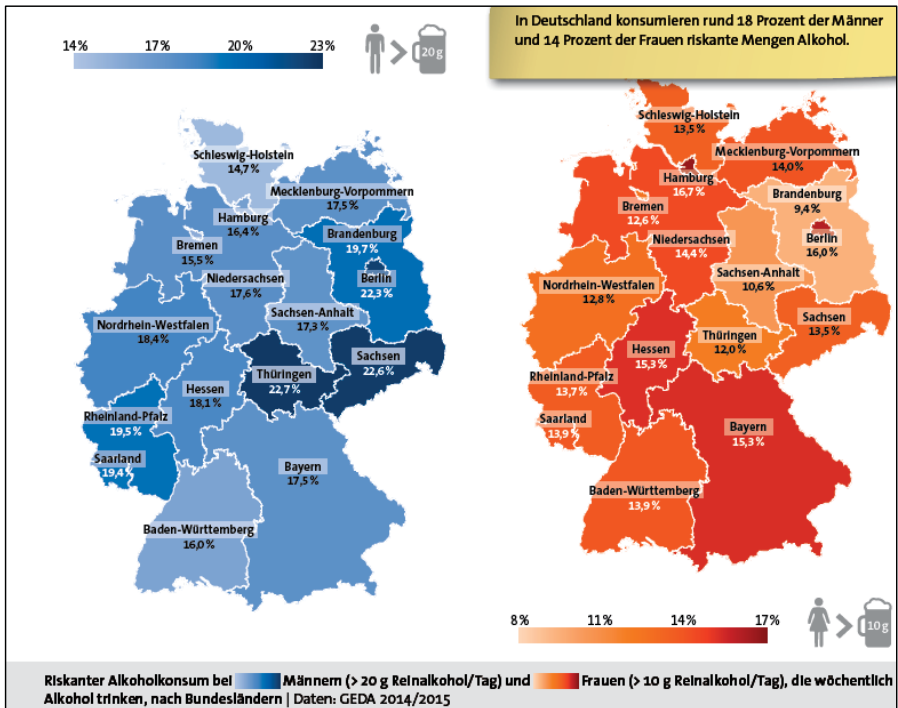 14% 17% 20% 23%
20 g
In Deutschland konsumieren rund 18 Prozent der Männer
und 14 Prozent der Frauen riskante Mengen Alkohol.
Schleswig-Holstein
14,7%
Mecklenburg-Vorpommern
17,5%
Hamburg
16,4%
Bremen
15,5%
Brandenburg
19,7%
Berlin
22,3%
Niedersachsen
17,6%
Sachsen-Anhalt
17,3%
Nordrhein-Westfalen
18,4%
Sachsen
22,6%
Thüringen
22,7%
Hessen
18,1%
Rheinland-Pfalz
19,5%
Saarland
19,4%
Bayern
17,5%
Baden-Württemberg
16,0%
Schleswig-Holstein
13,5%
Mecklenburg-Vorpommern
14,0%
Hamburg
16,7%
Bremen
12,6%
Brandenburg
9,4%
Berlin
16,0%
Niedersachsen
14,4%
Sachsen-Anhalt
10,6%
Nordrhein-Westfalen
12,8%
Sachsen
13,5%
Thüringen
12,0%
Hessen
15,3%
Rheinland-Pfalz
13,7%
Saarland
13,9%
Bayern
15,3%
Baden-Württemberg
13,9%
8% 11% 14% 17%
10 g
Riskanter Alkoholkonsum bei Männern (> 20 g Reinalkohol/Tag) und Frauen (> 10 g Reinalkohol/Tag), die wöchentlich
Alkohol trinken, nach Bundesländern | Daten: GEDA 2014/2015